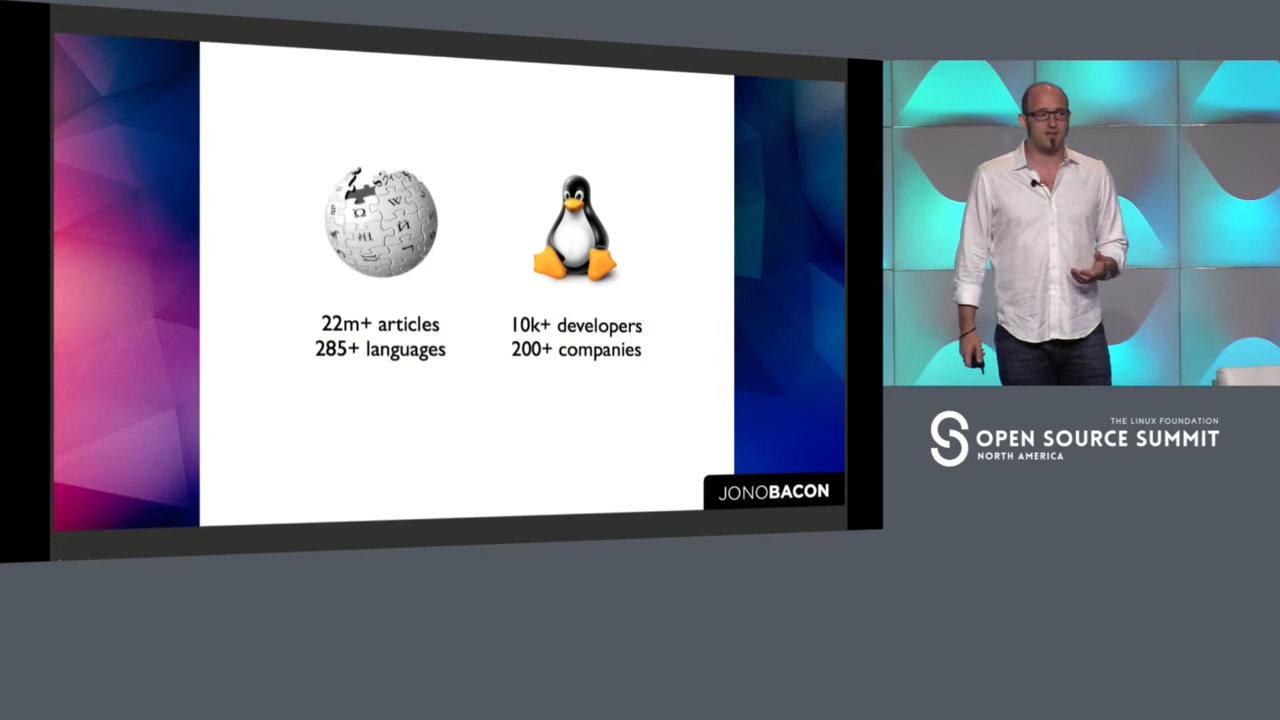 22m+ articles
285+ languages
10k+ developers
200+ companies
JONOBACON
THE LINUX FOUNDATION
OPEN SOURCE SUMMIT
NORTH AMERICA